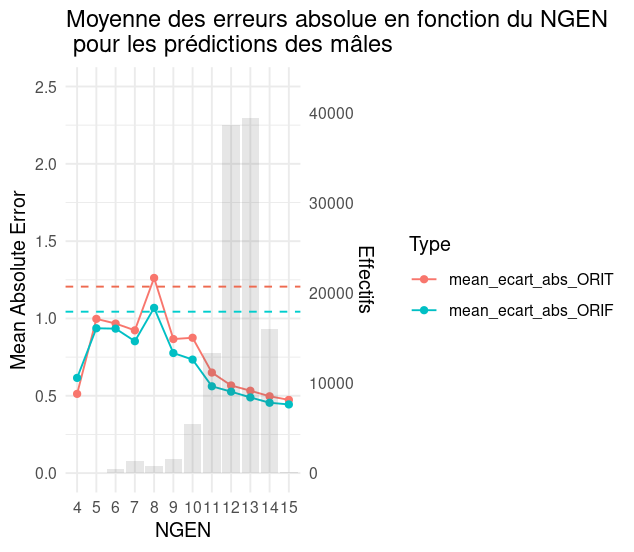 Moyenne des erreurs absolue en fonction du NGEN
pour les prédictions des mâles
Mean Absolute Error
2.5
2.0
1.5
1.0
0.5
0.0
4 5 6 7 8 9 10 11 12 13 14 15
NGEN
40000
30000
20000
10000
0
Effectifs
Type
mean_ecart_abs_ORIT
mean_ecart_abs_ORIF